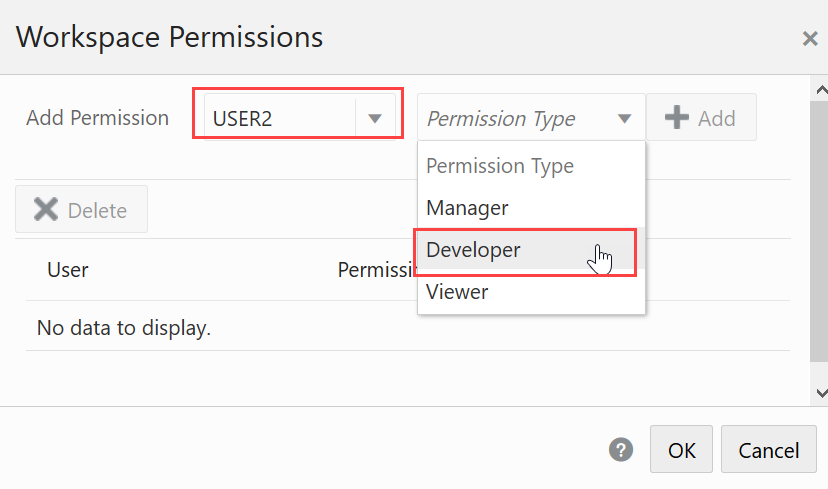 Workspace Permissions
Add Permission USER2 Permission Type Add
Permission Type
Manager
Developer
Viewer
Delete
User
No data to display.
? OK Cancel